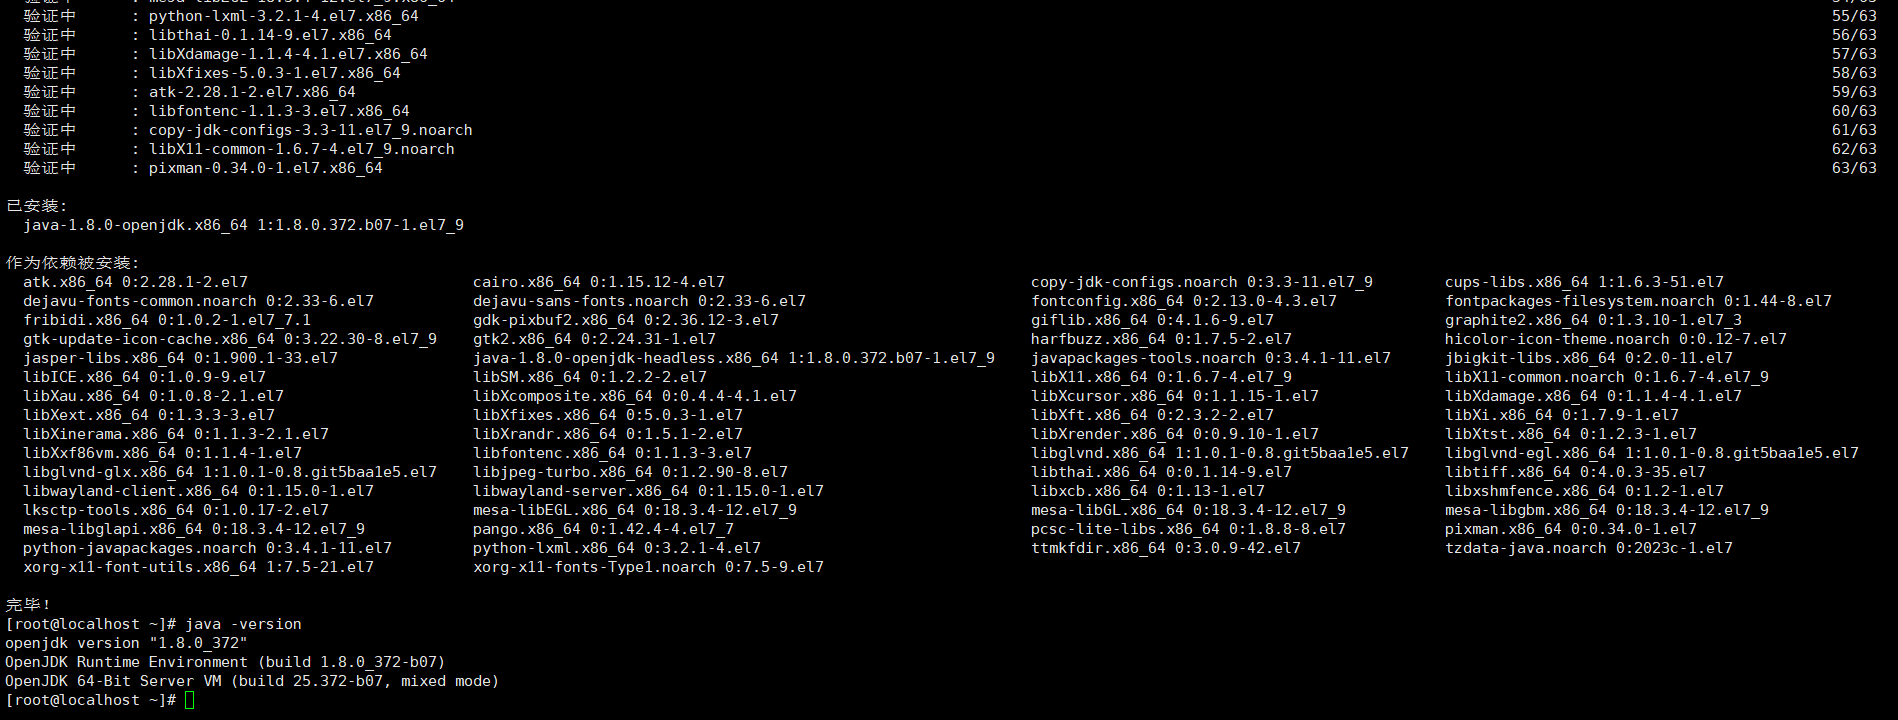 验证中 : python-lxml-3.2.1-4.el7.x86_64 55/63
验证中 : libthai-0.1.14-9.el7.x86_64 56/63
验证中 : libXdamage-1.1.4-4.1.el7.x86_64 57/63
验证中 : libXfixes-5.0.3-1.el7.x86_64 58/63
验证中 : atk-2.28.1-2.el7.x86_64 59/63
验证中 : libfontenc-1.1.3-3.el7.x86_64 60/63
验证中 : copy-jdk-configs-3.3-11.el7_9.noarch 61/63
验证中 : libX11-common-1.6.7-4.el7_9.noarch 62/63
验证中 : pixman-0.34.0-1.el7.x86_64 63/63
已安装:
java-1.8.0-openjdk.x86_64 1:1.8.0.372.b07-1.el7_9
作为依赖被安装:
atk.x86_64 0:2.28.1-2.el7 cairo.x86_64 0:1.15.12-4.el7 copy-jdk-configs.noarch 0:3.3-11.el7_9 cups-libs.x86_64 1:1.6.3-51.el7
dejavu-fonts-common.noarch 0:2.33-6.el7 dejavu-sans-fonts.noarch 0:2.33-6.el7 fontconfig.x86_64 0:2.13.0-4.3.el7 fontpackages-filesystem.noarch 0:1.44-8.el7
fribidi.x86_64 0:1.0.2-1.el7_7.1 gdk-pixbuf2.x86_64 0:2.36.12-3.el7 giflib.x86_64 0:4.1.6-9.el7 graphite2.x86_64 0:1.3.10-1.el7_3
gtk-update-icon-cache.x86_64 0:3.22.30-8.el7_9 gtk2.x86_64 0:2.24.31-1.el7 harfbuzz.x86_64 0:1.7.5-2.el7 hicolor-icon-theme.noarch 0:0.12-7.el7
jasper-libs.x86_64 0:1.900.1-33.el7 java-1.8.0-openjdk-headless.x86_64 1:1.8.0.372.b07-1.el7_9 javapackages-tools.noarch 0:3.4.1-11.el7 jbigkit-libs.x86_64 0:2.0-11.el7
libICE.x86_64 0:1.0.9-9.el7 libSM.x86_64 0:1.2.2-2.el7 libX11.x86_64 0:1.6.7-4.el7_9 libX11-common.noarch 0:1.6.7-4.el7_9
libXau.x86_64 0:1.0.8-2.1.el7 libXcomposite.x86_64 0:0.4.4-4.1.el7 libXcursor.x86_64 0:1.1.15-1.el7 libXdamage.x86_64 0:1.1.4-4.1.el7
libXext.x86_64 0:1.3.3-3.el7 libXfixes.x86_64 0:5.0.3-1.el7 libXft.x86_64 0:2.3.2-2.el7 libXi.x86_64 0:1.7.9-1.el7
libXinerama.x86_64 0:1.1.3-2.1.el7 libXrandr.x86_64 0:1.5.1-2.el7 libXrender.x86_64 0:0.9.10-1.el7 libXtst.x86_64 0:1.2.3-1.el7
libXxf86vm.x86_64 0:1.1.4-1.el7 libfontenc.x86_64 0:1.1.3-3.el7 libglvnd.x86_64 1:1.0.1-0.8.git5baa1e5.el7 libglvnd-egl.x86_64 1:1.0.1-0.8.git5baa1e5.el7
libglvnd-glx.x86_64 1:1.0.1-0.8.git5baa1e5.el7 libjpeg-turbo.x86_64 0:1.2.90-8.el7 libthai.x86_64 0:0.1.14-9.el7 libtiff.x86_64 0:4.0.3-35.el7
libwayland-client.x86_64 0:1.15.0-1.el7 libwayland-server.x86_64 0:1.15.0-1.el7 libxcb.x86_64 0:1.13-1.el7 libxshmfence.x86_64 0:1.2-1.el7
lksctp-tools.x86_64 0:1.0.17-2.el7 mesa-libEGL.x86_64 0:18.3.4-12.el7_9 mesa-libGL.x86_64 0:18.3.4-12.el7_9 mesa-libgbm.x86_64 0:18.3.4-12.el7_9
mesa-libglapi.x86_64 0:18.3.4-12.el7_9 pango.x86_64 0:1.42.4-4.el7_7 pcsc-lite-libs.x86_64 0:1.8.8-8.el7 pixman.x86_64 0:0.34.0-1.el7
python-javapackages.noarch 0:3.4.1-11.el7 python-lxml.x86_64 0:3.2.1-4.el7 ttmkfdir.x86_64 0:3.0.9-42.el7 tzdata-java.noarch 0:2023c-1.el7
xorg-x11-font-utils.x86_64 1:7.5-21.el7 xorg-x11-fonts-Type1.noarch 0:7.5-9.el7
完毕!
[root@localhost ~]# java -version
openjdk version "1.8.0_372"
OpenJDK Runtime Environment (build 1.8.0_372-b07)
OpenJDK 64-Bit Server VM (build 25.372-b07, mixed mode)
[root@localhost ~]#